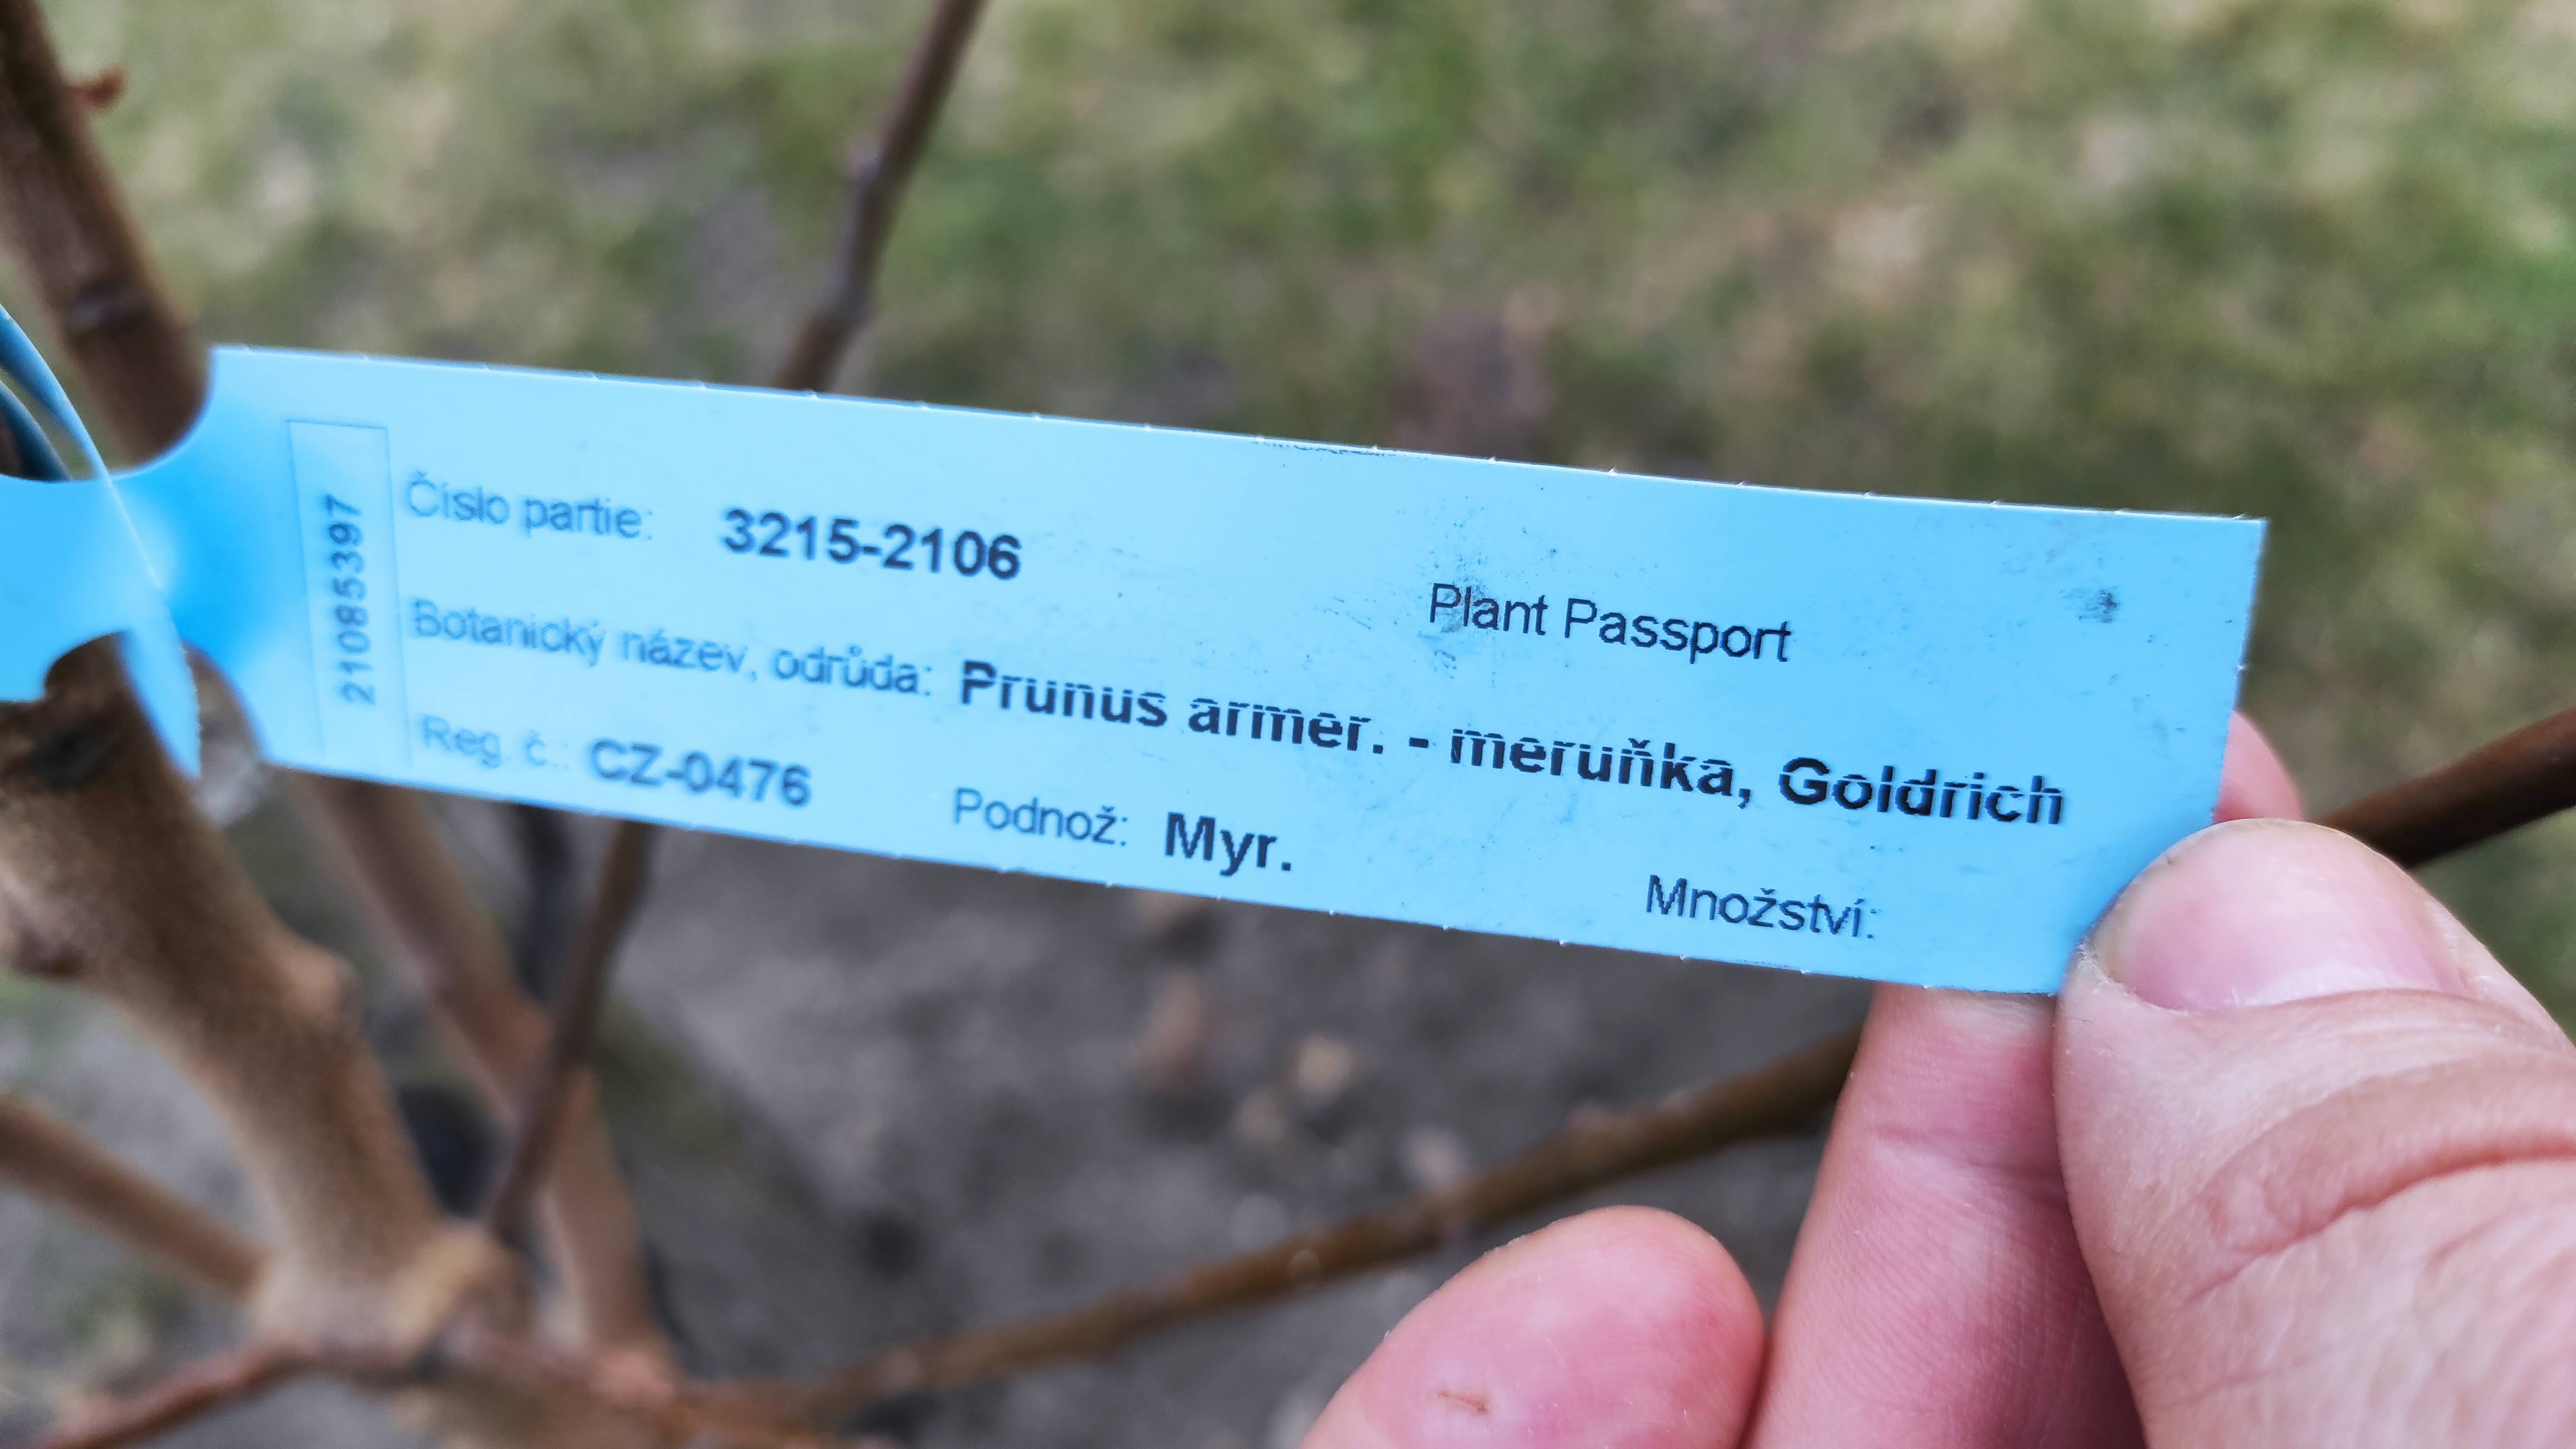 21085397
Číslo partie: 3215-2106
Plant Passport
Botanický název, odrůda: Prunus armer. - meruňka, Goldrich
Reg. č.: CZ-0476 Podnož: Myr. Množství: